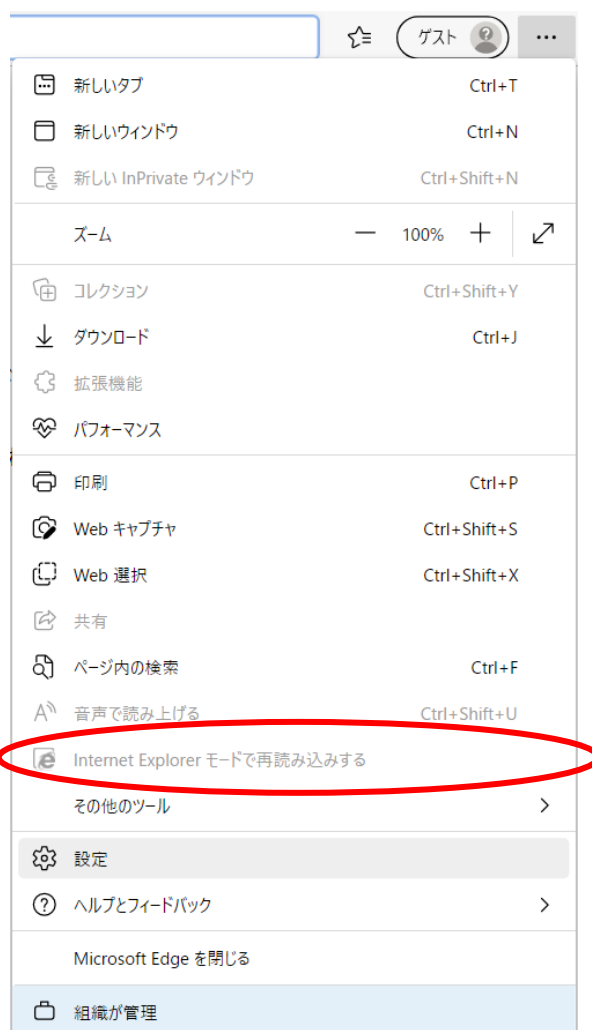 ゲスト
新しいタブ Ctrl+T
新しいウィンドウ Ctrl+N
新しい InPrivate ウィンドウ Ctrl+Shift+N
ズーム 100%
コレクション Ctrl+Shift+Y
ダウンロード Ctrl+J
拡張機能
パフォーマンス
印刷 Ctrl+P
Web キャプチャ Ctrl+Shift+S
Web 選択 Ctrl+Shift+X
共有
ページ内の検索 Ctrl+F
音声で読み上げる Ctrl+Shift+U
Internet Explorer モードで再読み込みする
その他のツール
設定
ヘルプとフィードバック
Microsoft Edge を閉じる
組織が管理